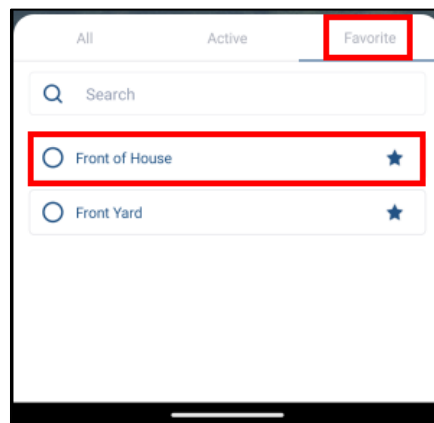 All Active Favorite
Search
Front of House
Front Yard